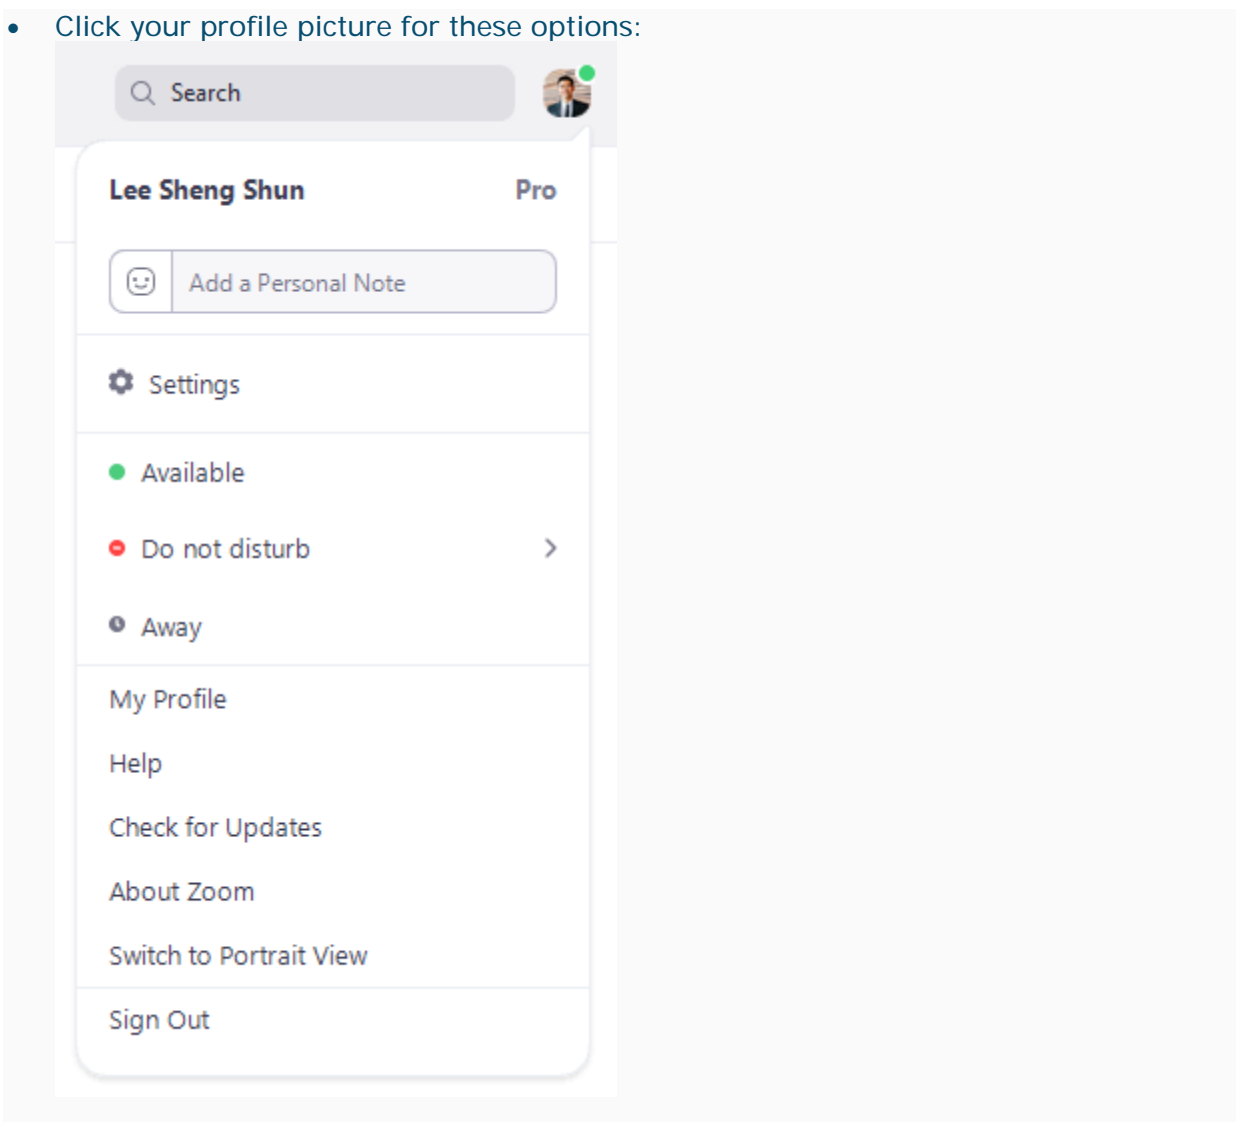 • Click your profile picture for these options:
Search
Lee Sheng Shun Pro
Add a Personal Note
Settings
Available
Do not disturb
Away
My Profile
Help
Check for Updates
About Zoom
Switch to Portrait View
Sign Out